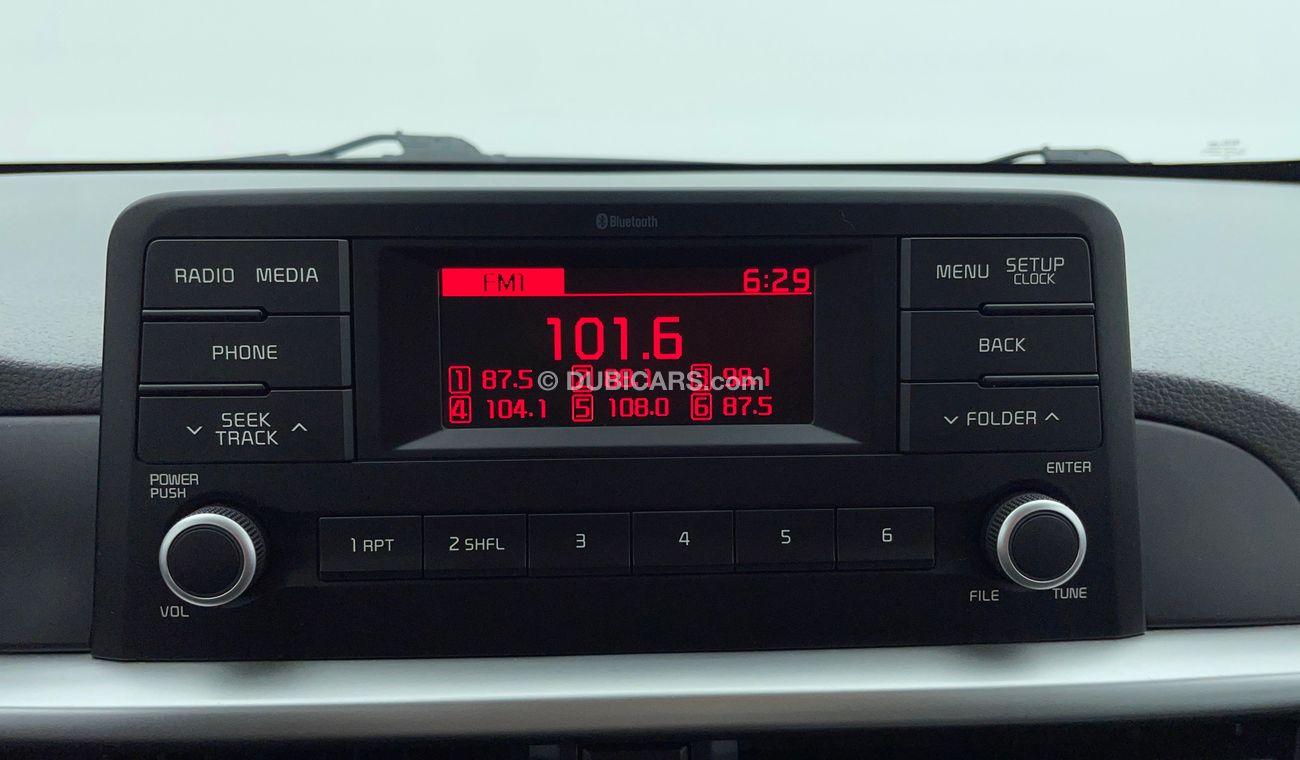 Bluetooth
RADIO MEDIA
PHONE
SEEK
TRACK
FM1 6:29
101.6
1 87.5
4 104.1 5 108.0 6 87.5
© DUBICARS.com
MENU SETUP
CLOCK
BACK
FOLDER
POWER
PUSH
VOL
1 RPT 2 SHFL 3 4 5 6
ENTER
FILE TUNE